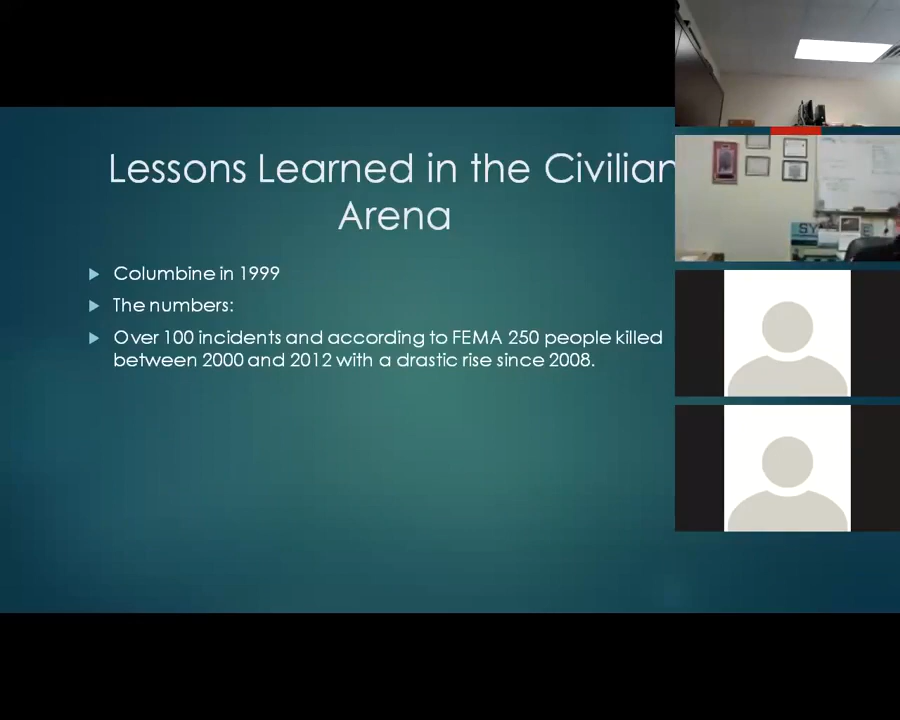 Lessons Learned in the Civilian
Arena
Columbine in 1999
The numbers:
Over 100 incidents and according to FEMA 250 people killed
between 2000 and 2012 with a drastic rise since 2008.
SY